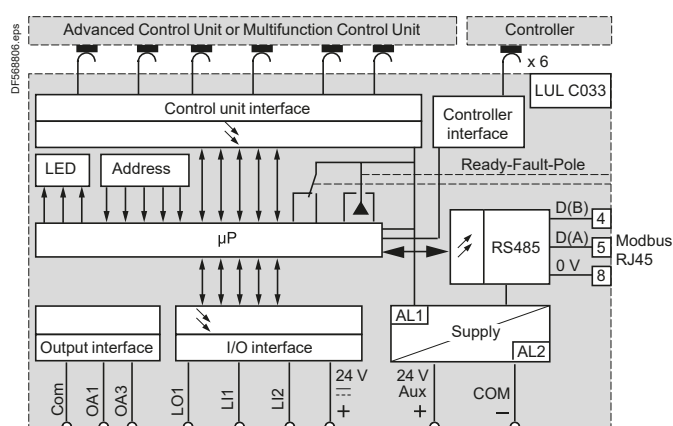 Advanced Control Unit or Multifunction Control Unit
Controller
DF568806.eps
x 6
LUL C033
Control unit interface
Controller
interface
LED
Address
Ready-Fault-Pole
µP
RS485
D(B)
4
D(A)
5
0 V
8
Modbus
RJ45
Output interface
I/O interface
AL1
Supply
AL2
Com
OA1
OA3
LO1
LI1
LI2
24 V
+
24 V
Aux
+
COM
–